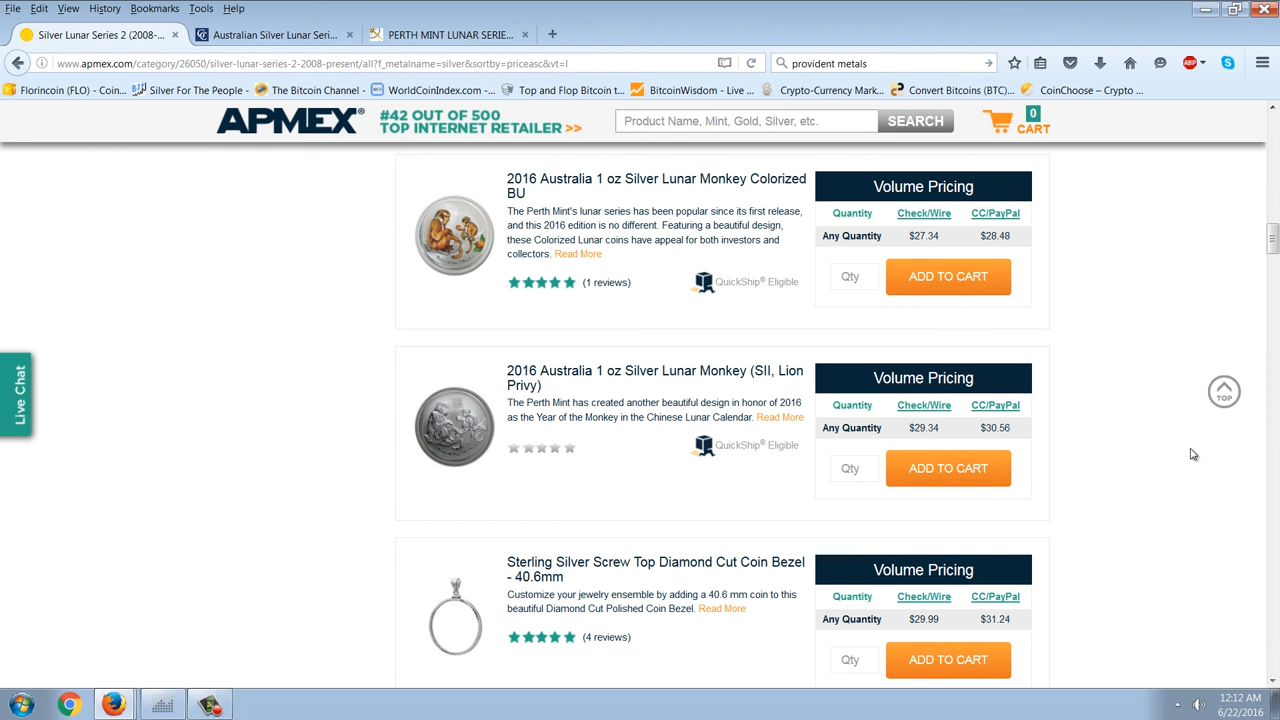 File Edit View History Bookmarks Tools Help
Silver Lunar Series 2 (2008-... × Australian Silver Lunar Seri... × PERTH MINT LUNAR SERIE... × +
www.apmex.com/category/26050/silver-lunar-series-2-2008-present/all?f_metalname=silver&sortby=priceasc&vt=l provident metals
Florincoin (FLO) - Coin... Silver For The People - ... The Bitcoin Channel - ... WorldCoinIndex.com - ... Top and Flop Bitcoin t... BitcoinWisdom - Live ... Crypto-Currency Mark... Convert Bitcoins (BTC)... CoinChoose – Crypto ...
APMEX® #42 OUT OF 500
TOP INTERNET RETAILER >>
Product Name, Mint, Gold, Silver, etc. SEARCH 0 CART
2016 Australia 1 oz Silver Lunar Monkey Colorized
BU
The Perth Mint's lunar series has been popular since its first release,
and this 2016 edition is no different. Featuring a beautiful design,
these Colorized Lunar coins have appeal for both investors and
collectors. Read More
(1 reviews) QuickShip® Eligible
Volume Pricing
Quantity Check/Wire CC/PayPal
Any Quantity $27.34 $28.48
Qty ADD TO CART
2016 Australia 1 oz Silver Lunar Monkey (SII, Lion
Privy)
The Perth Mint has created another beautiful design in honor of 2016
as the Year of the Monkey in the Chinese Lunar Calendar. Read More
QuickShip® Eligible
Volume Pricing
Quantity Check/Wire CC/PayPal
Any Quantity $29.34 $30.56
Qty ADD TO CART
Sterling Silver Screw Top Diamond Cut Coin Bezel
- 40.6mm
Customize your jewelry ensemble by adding a 40.6 mm coin to this
beautiful Diamond Cut Polished Coin Bezel. Read More
(4 reviews)
Volume Pricing
Quantity Check/Wire CC/PayPal
Any Quantity $29.99 $31.24
Qty ADD TO CART
Live Chat
TOP
ABP
12:12 AM
6/22/2016